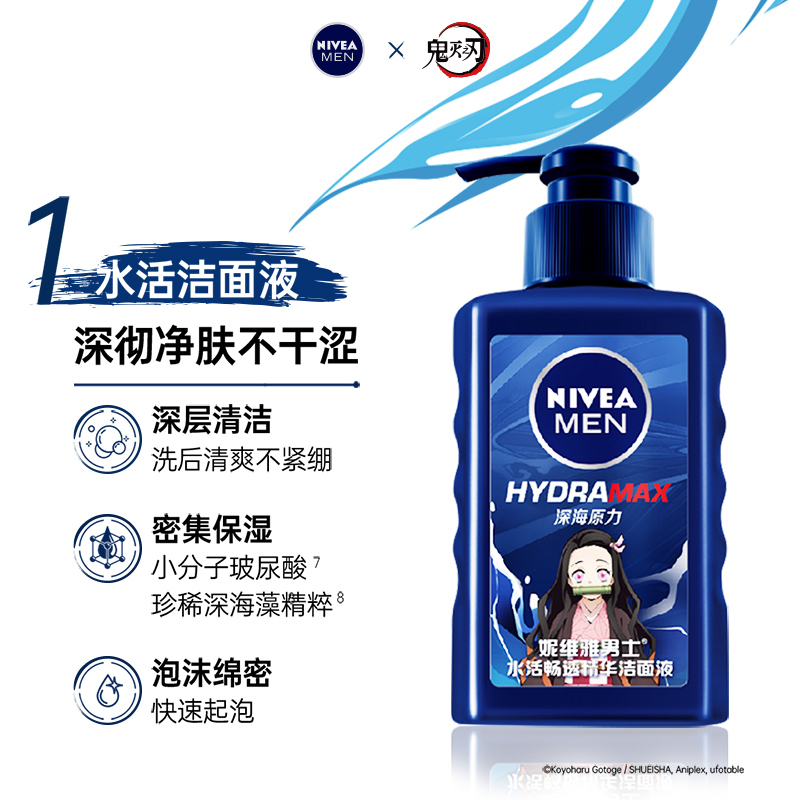 NIVEA
MEN
×
鬼灭之刃
1
水活洁面液
深彻净肤不干涩
深层清洁
洗后清爽不紧绷
密集保湿
小分子玻尿酸7
珍稀深海藻精粹8
泡沫绵密
快速起泡
NIVEA
MEN
HYDRAMAX
深海原力
妮维雅男士®
水活畅透精华洁面液
©Koyoharu Gotoge / SHUEISHA, Aniplex, ufotable